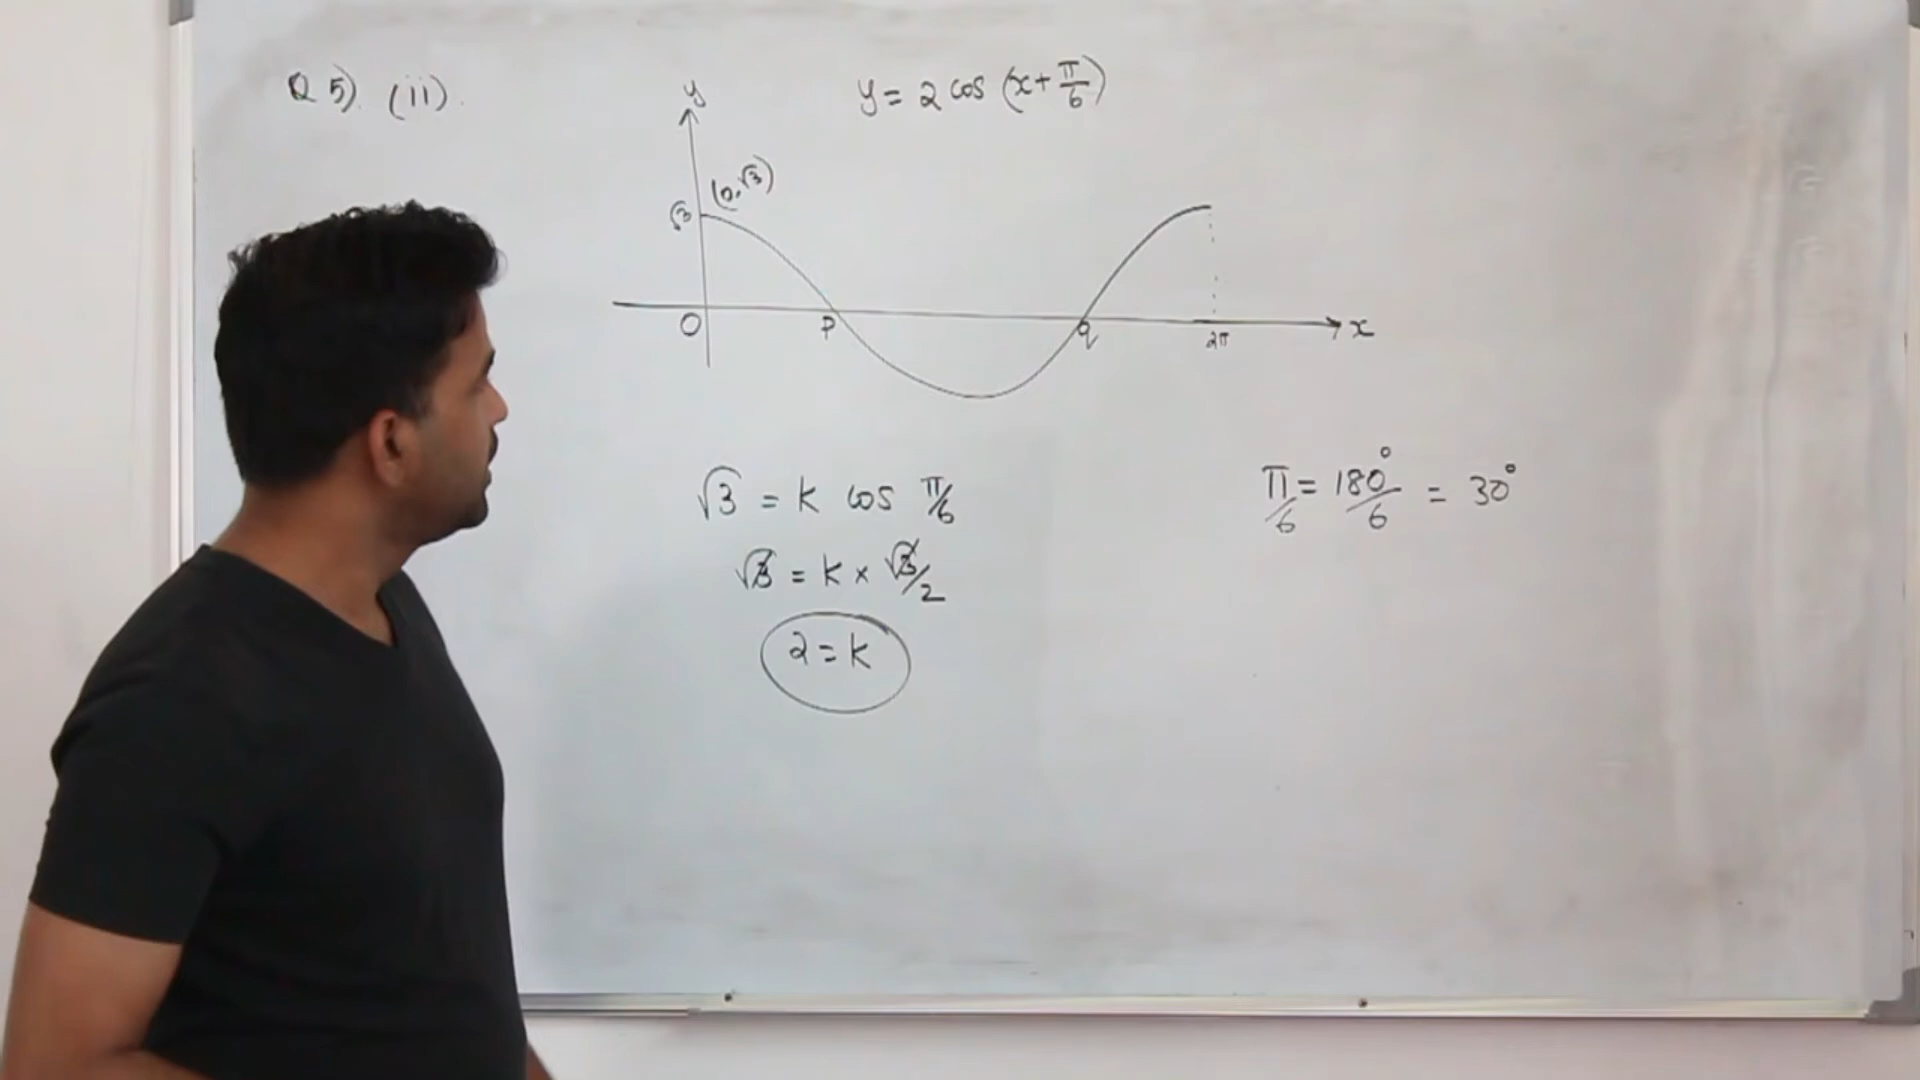 Q 5). (ii).
y = 2 cos (x + π/6)
y
(0, √3)
√3
O
P
q
2π
x
√3 = k cos π/6
√3 = k × √3/2
2 = k
π/6 = 180°/6 = 30°